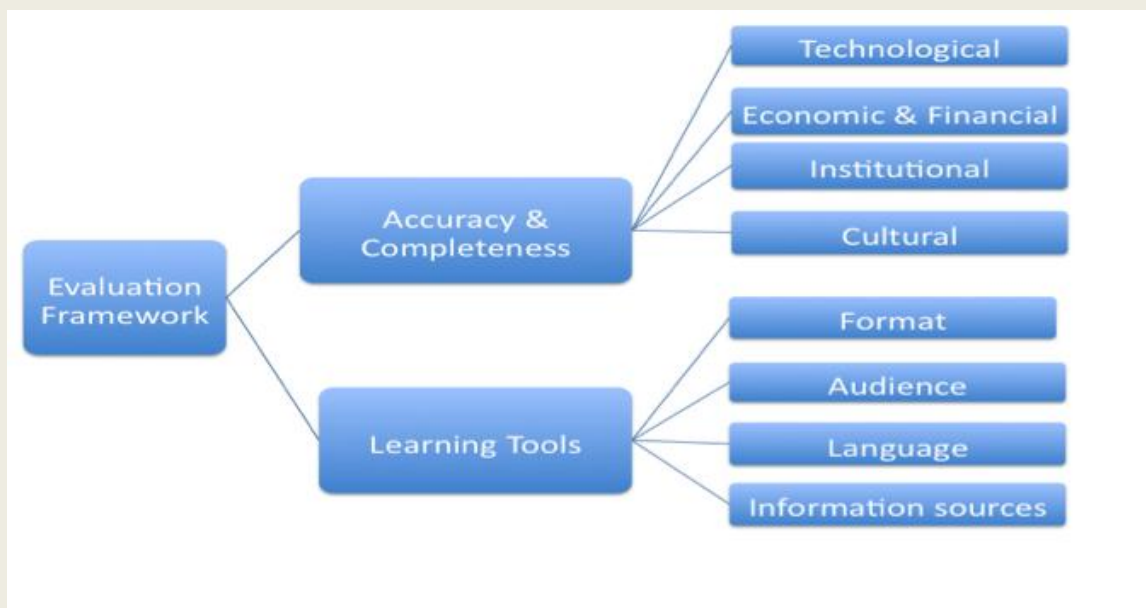 Evaluation
Framework
Accuracy &
Completeness
Technological
Economic & Financial
Institutional
Cultural
Learning Tools
Format
Audience
Language
Information sources